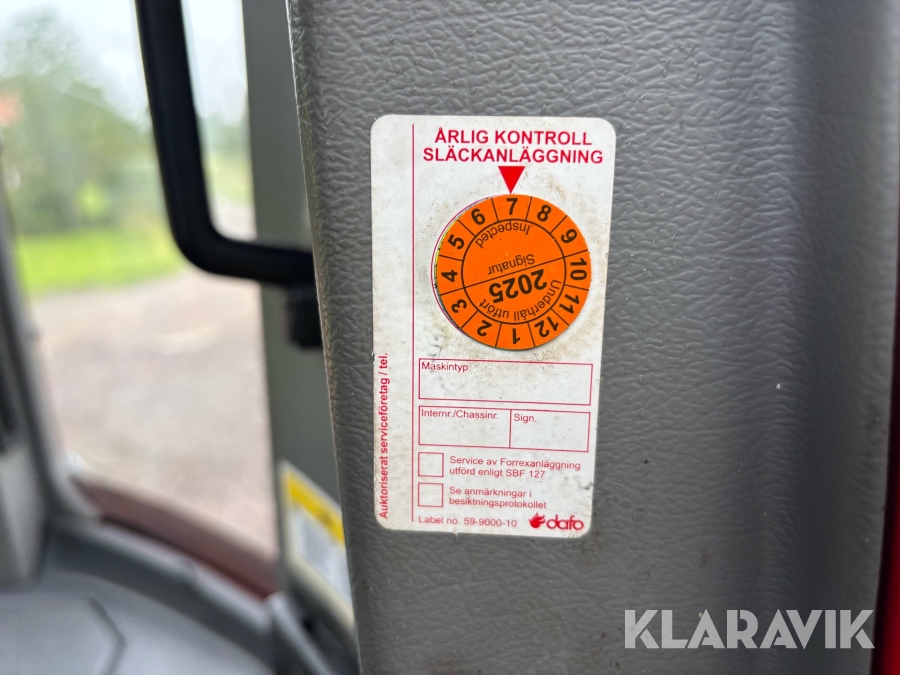 ÅRLIG KONTROLL
SLÄCKANLÄGGNING
1 2 3 4 5 6 7 8 9 10 11 12
Inspected
Signatur
2025
Underhåll utfört
Maskintyp:
Internr./Chassinr.
Sign.
Service av Forrexanläggning
utförd enligt SBF 127
Se anmärkningar i
besiktningsprotokollet
Label no. 59-9000-10
dafo
Auktoriserat serviceföretag / tel.
KLARAVIK